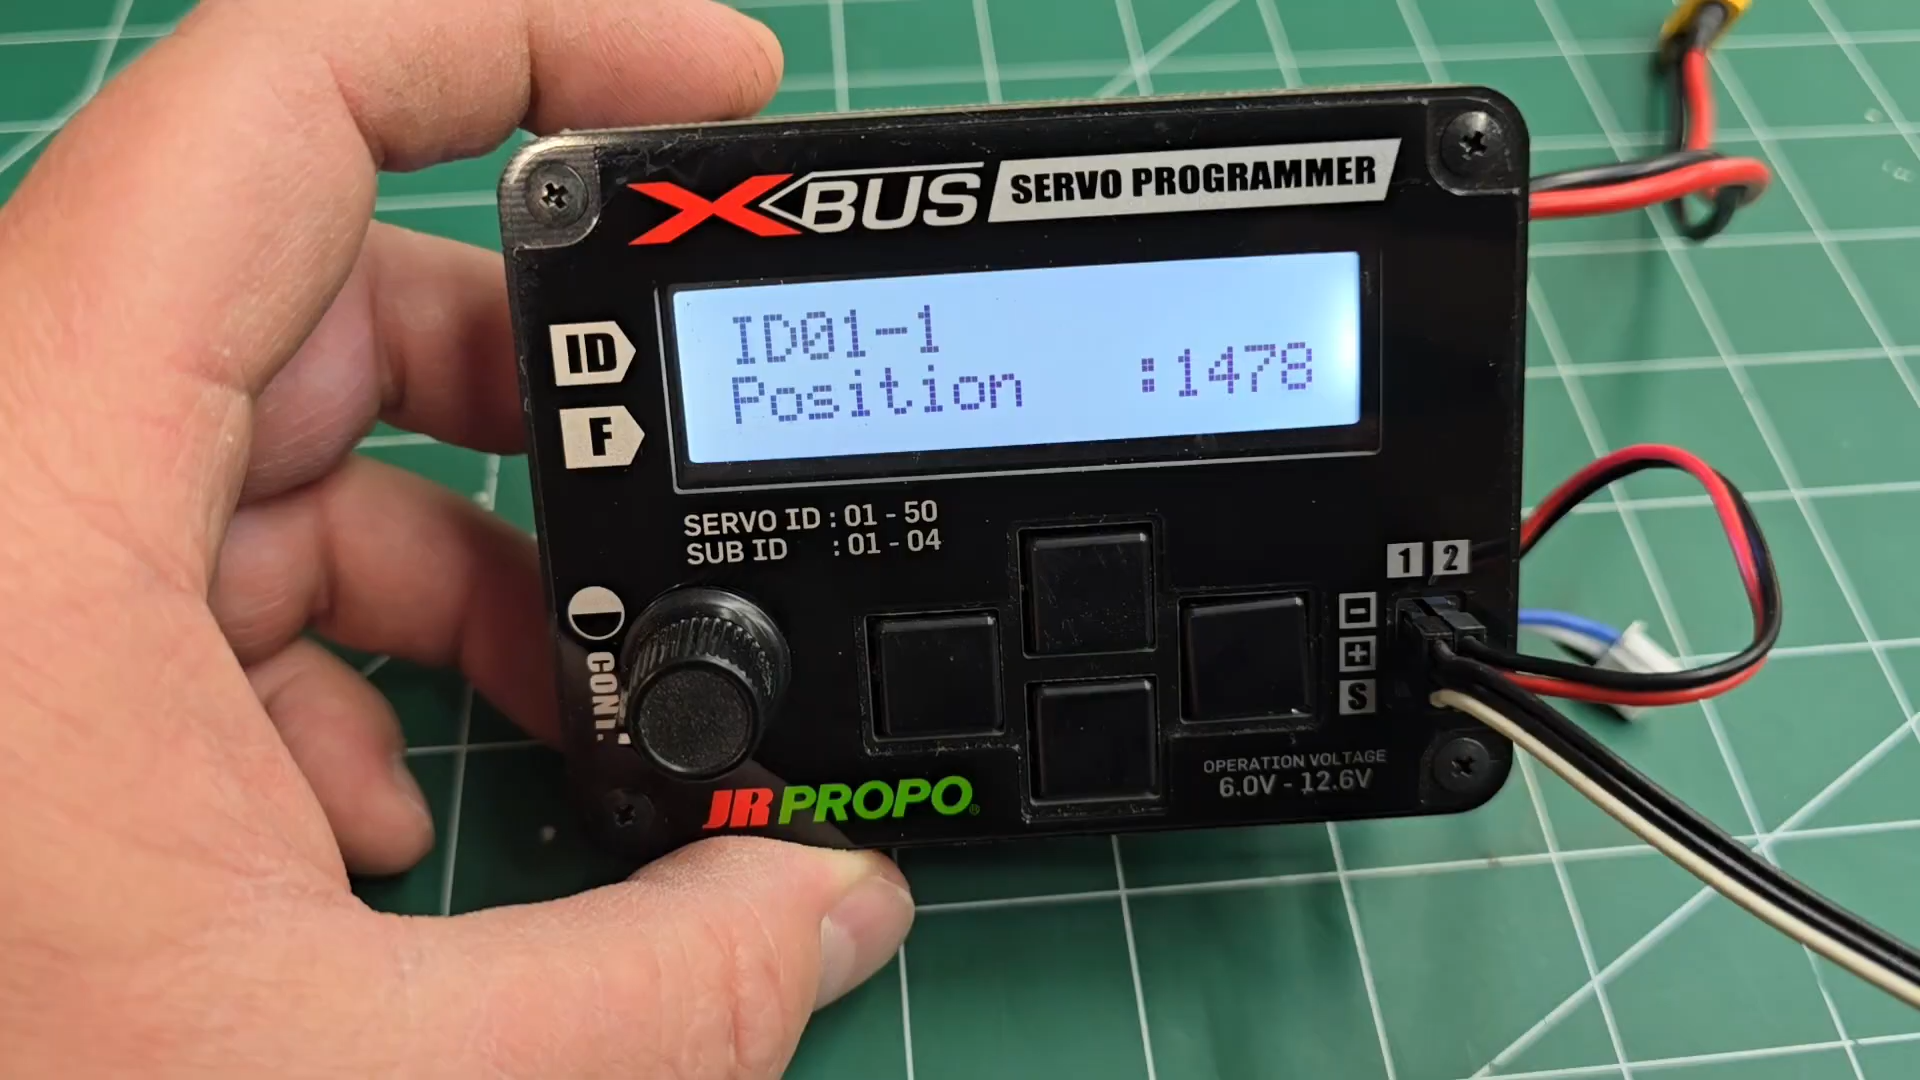 XBUS SERVO PROGRAMMER
ID
F
ID01-1
Position :1478
SERVO ID : 01 - 50
SUB ID : 01 - 04
1 2
-
+
S
CONT.
JR PROPO®
OPERATION VOLTAGE
6.0V - 12.6V